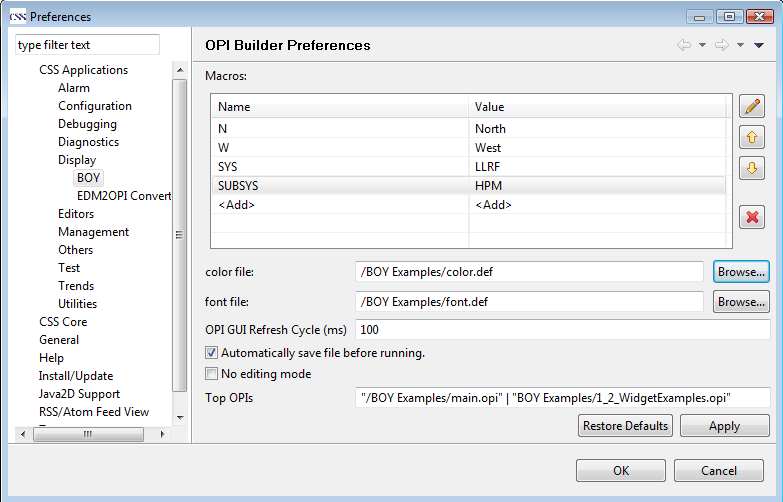 CSS Preferences
type filter text
CSS Applications
Alarm
Configuration
Debugging
Diagnostics
Display
BOY
EDM2OPI Convert
Editors
Management
Others
Test
Trends
Utilities
CSS Core
General
Help
Install/Update
Java2D Support
RSS/Atom Feed View
OPI Builder Preferences
Macros:
Name Value
N North
W West
SYS LLRF
SUBSYS HPM
<Add> <Add>
color file: /BOY Examples/color.def Browse...
font file: /BOY Examples/font.def Browse...
OPI GUI Refresh Cycle (ms) 100
Automatically save file before running.
No editing mode
Top OPIs "/BOY Examples/main.opi" | "BOY Examples/1_2_WidgetExamples.opi"
Restore Defaults Apply
OK Cancel